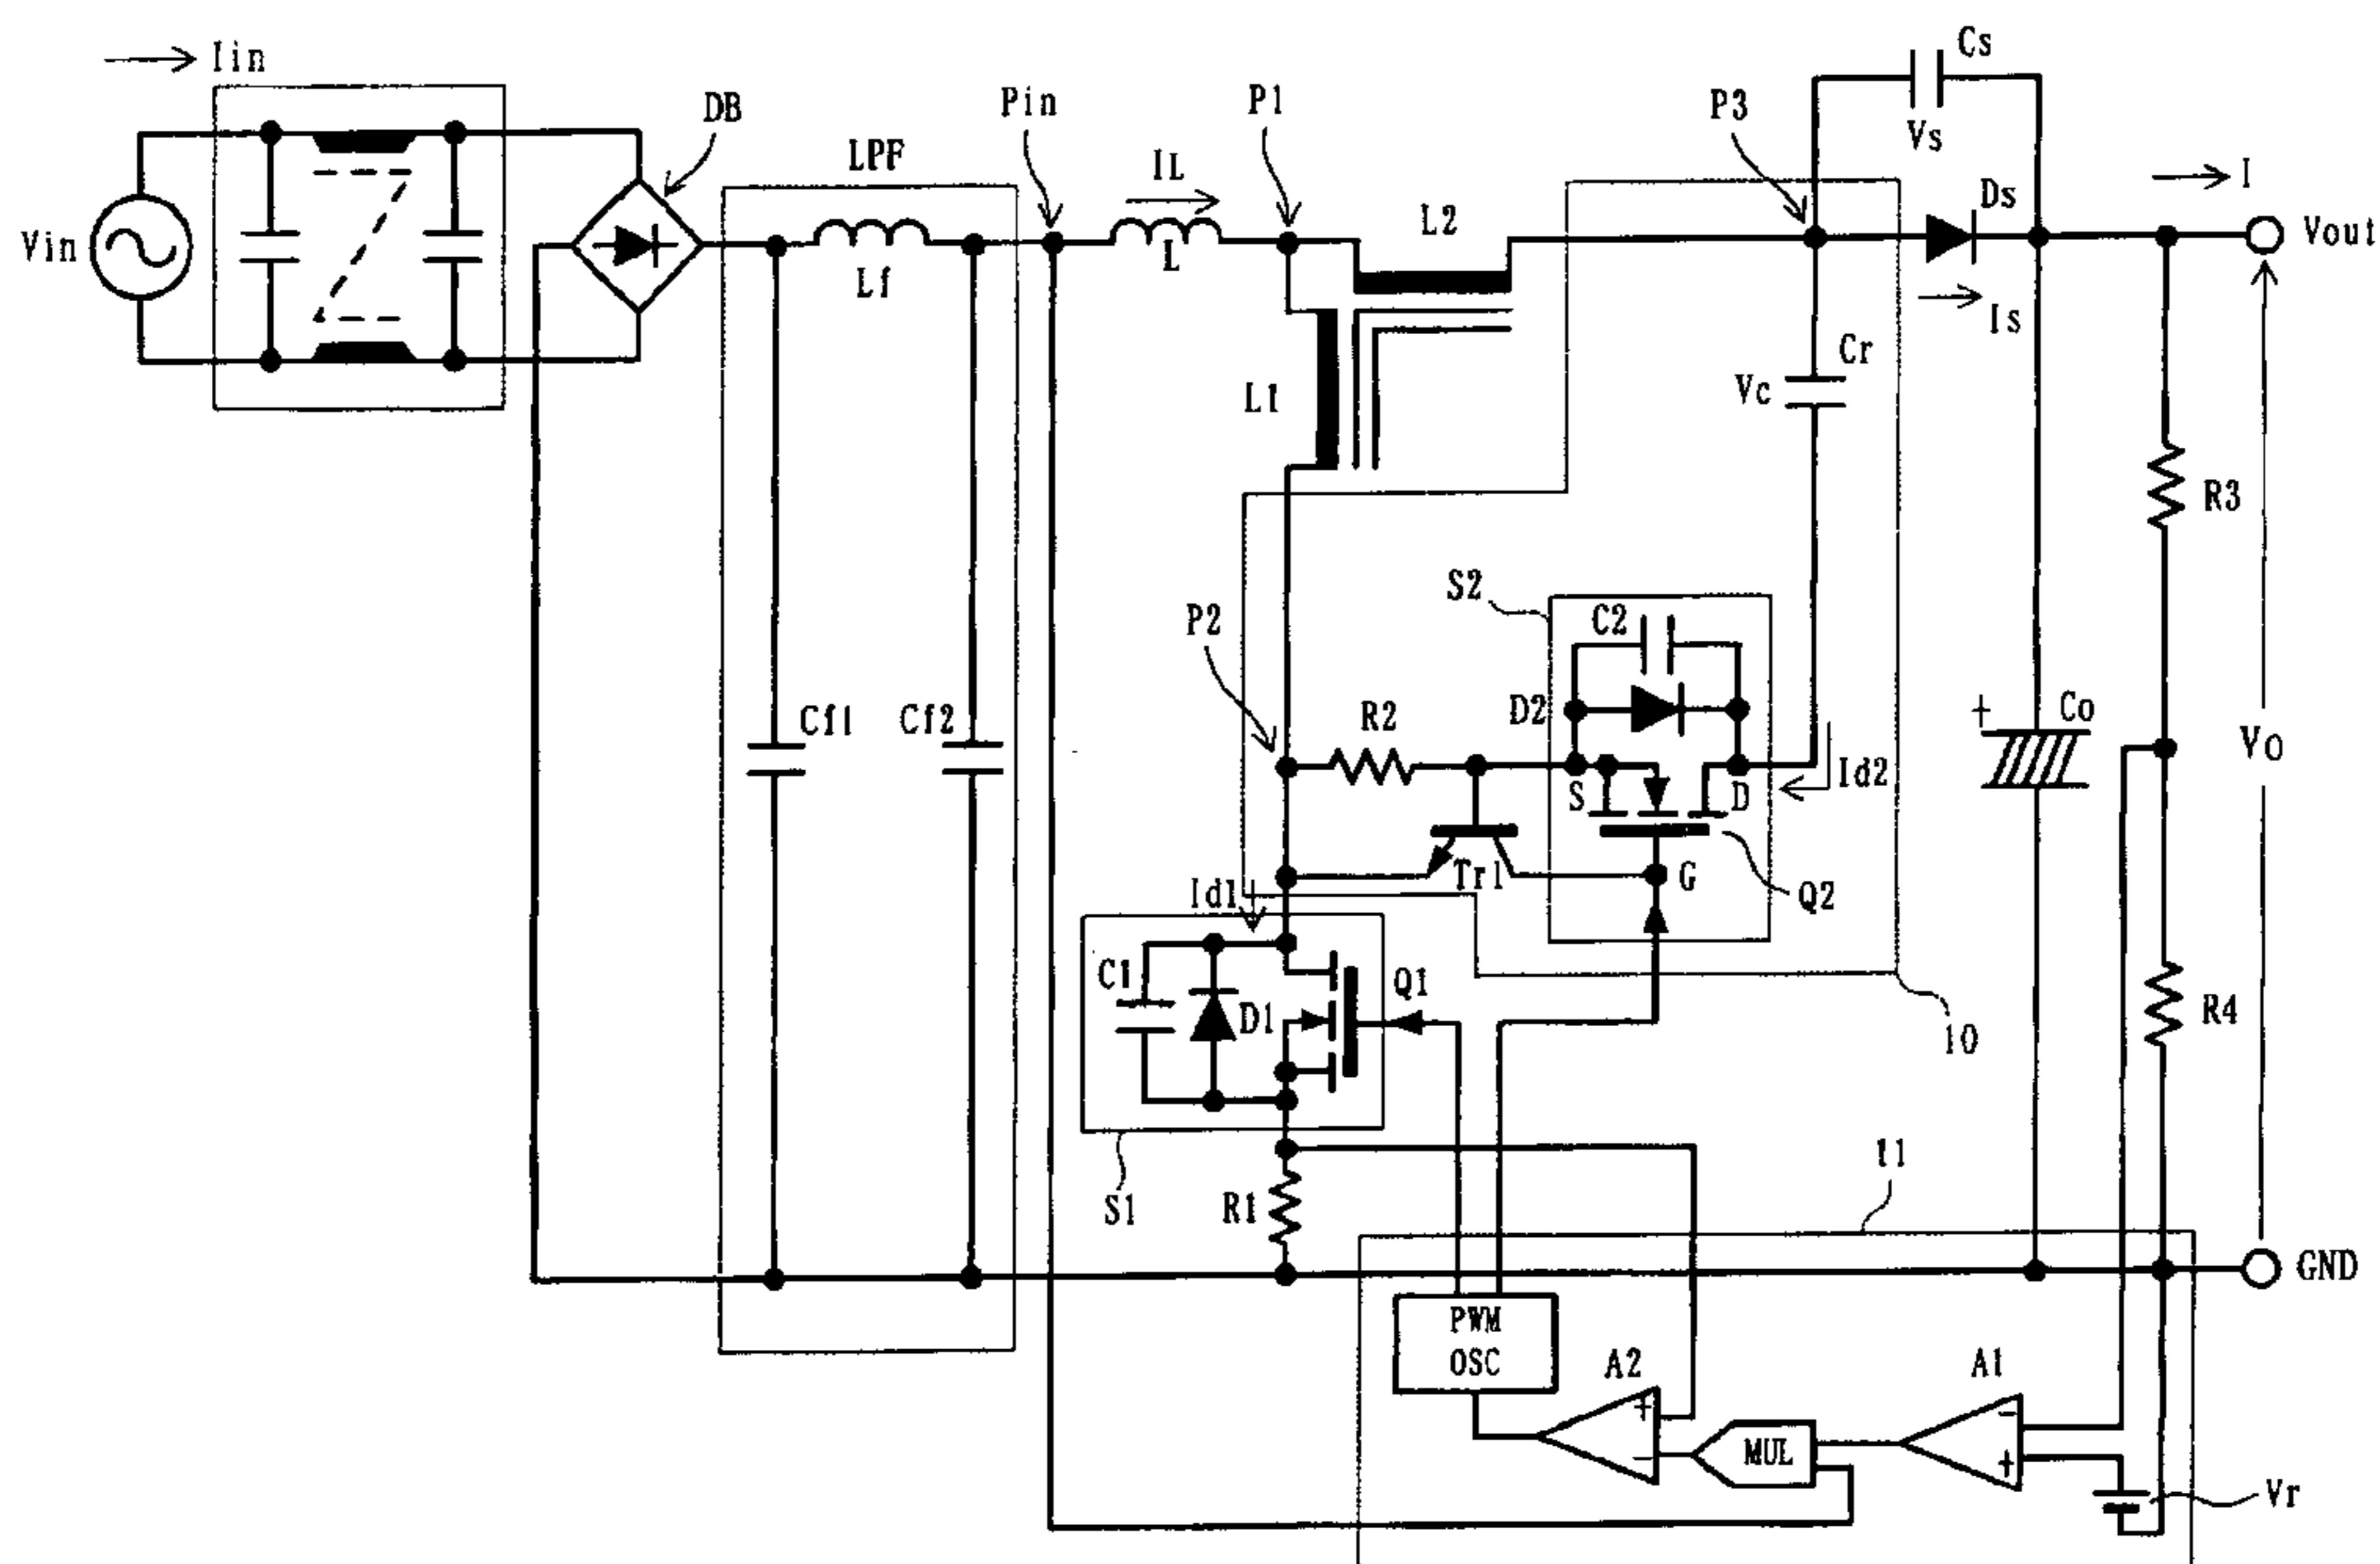 Iin
Vin
DB
LPF
Lf
Cf1
Cf2
Pin
IL
L
P1
L2
L1
P3
Cs
Vs
Ds
Is
I
Vout
Cr
Vc
R3
S2
C2
D2
P2
R2
S
D
Id2
Tr1
G
Q2
+
Co
Vo
Id1
C1
D1
Q1
10
R4
S1
R1
11
GND
PWM
OSC
A2
+
−
MUL
A1
−
+
Vr